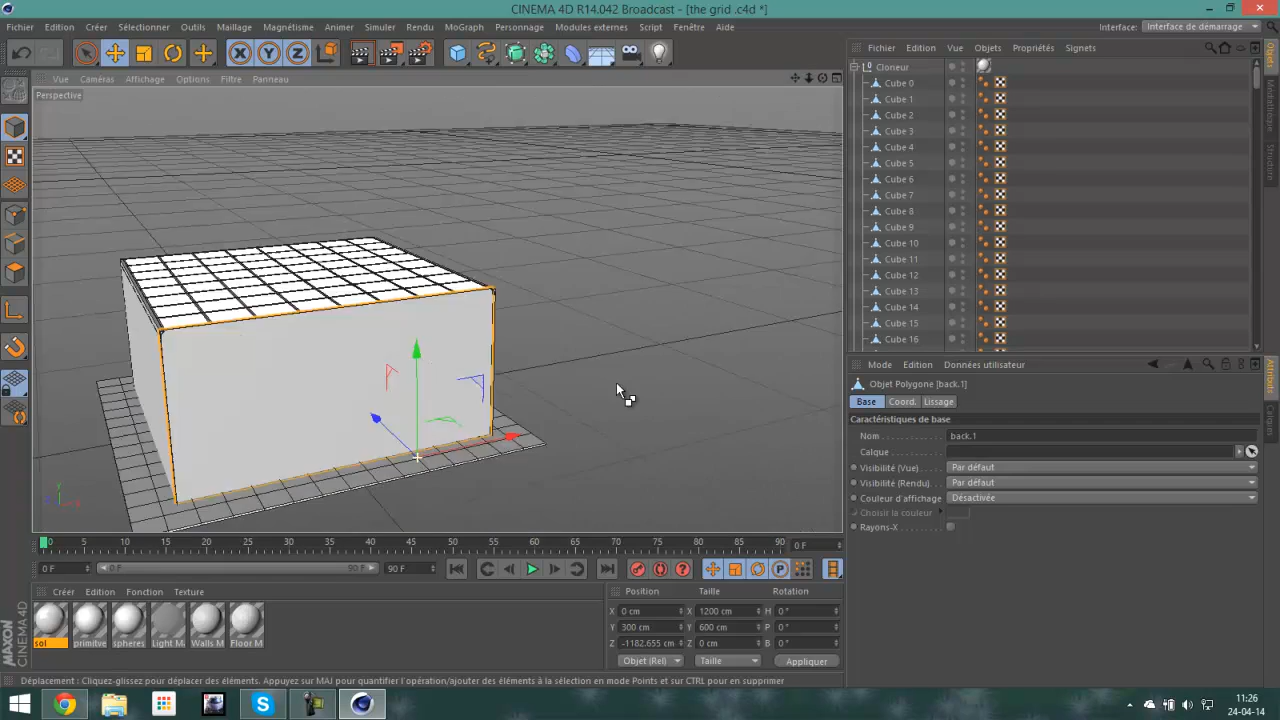 CINEMA 4D R14.042 Broadcast - [the grid .c4d *]
Fichier Edition Créer Sélectionner Outils Maillage Magnétisme Animer Simuler Rendu MoGraph Personnage Modules externes Script Fenêtre Aide
Interface: Interface de démarrage
Vue Caméras Affichage Options Filtre Panneau
Perspective
Fichier Edition Vue Objets Propriétés Signets
Cloneur
Cube 0
Cube 1
Cube 2
Cube 3
Cube 4
Cube 5
Cube 6
Cube 7
Cube 8
Cube 9
Cube 10
Cube 11
Cube 12
Cube 13
Cube 14
Cube 15
Cube 16
Objets
Médiathèque
Structure
Mode Edition Données utilisateur
Objet Polygone [back.1]
Base Coord. Lissage
Caractéristiques de base
Nom back.1
Calque
Visibilité (Vue) Par défaut
Visibilité (Rendu) Par défaut
Couleur d'affichage Désactivée
Choisir la couleur
Rayons-X
Attributs
Calques
0 5 10 15 20 25 30 35 40 45 50 55 60 65 70 75 80 85 90 0 F
0 F 0 F 90 F 90 F
Créer Edition Fonction Texture
sol primitve spheres Light M Walls M Floor M
Position Taille Rotation
X 0 cm X 1200 cm H 0 °
Y 300 cm Y 600 cm P 0 °
Z -1182.655 cm Z 0 cm B 0 °
Objet (Rel) Taille Appliquer
MAXON CINEMA 4D
Déplacement : Cliquez-glissez pour déplacer des éléments. Appuyez sur MAJ pour quantifier l'opération/ajouter des éléments à la sélection en mode Points et sur CTRL pour en supprimer
11:26
24-04-14